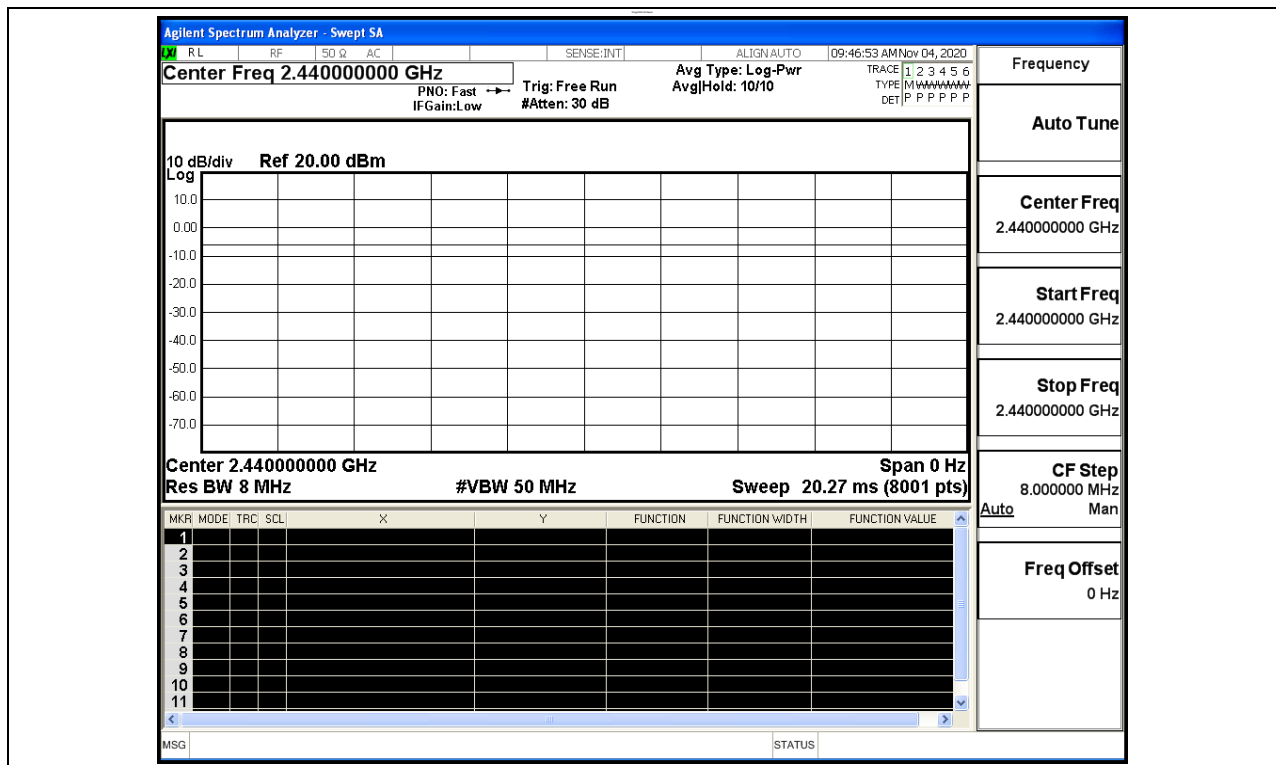 Agilent Spectrum Analyzer - Swept SA
LXI RL RF 50 Ω AC SENSE:INT ALIGN AUTO 09:46:53 AM Nov 04, 2020
Center Freq 2.440000000 GHz
PNO: Fast
IFGain:Low
Trig: Free Run
#Atten: 30 dB
Avg Type: Log-Pwr
Avg|Hold: 10/10
TRACE 1 2 3 4 5 6
TYPE M W W W W W
DET P P P P P P
10 dB/div Ref 20.00 dBm
Log
10.0
0.00
-10.0
-20.0
-30.0
-40.0
-50.0
-60.0
-70.0
Center 2.440000000 GHz Span 0 Hz
Res BW 8 MHz #VBW 50 MHz Sweep 20.27 ms (8001 pts)
MKR MODE TRC SCL X Y FUNCTION FUNCTION WIDTH FUNCTION VALUE
1
2
3
4
5
6
7
8
9
10
11
MSG STATUS
Frequency
Auto Tune
Center Freq
2.440000000 GHz
Start Freq
2.440000000 GHz
Stop Freq
2.440000000 GHz
CF Step
8.000000 MHz
Auto Man
Freq Offset
0 Hz